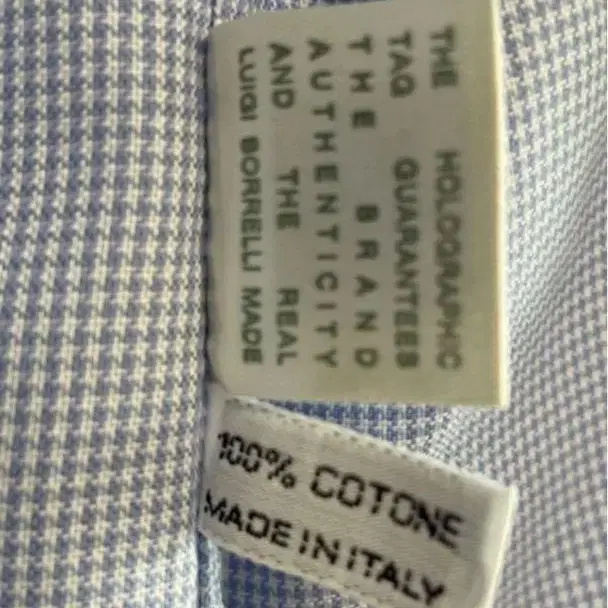 THE HOLOGRAPHIC
TAG GUARANTEES
THE BRAND
AUTHENTICITY
AND THE REAL
LUIGI BORRELLI MADE
100% COTONE
MADE IN ITALY